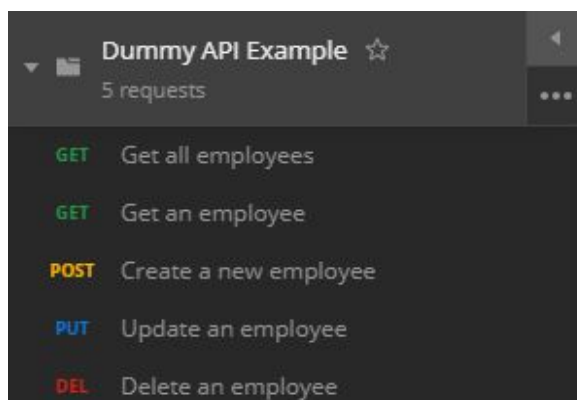 Dummy API Example
5 requests
GET Get all employees
GET Get an employee
POST Create a new employee
PUT Update an employee
DEL Delete an employee